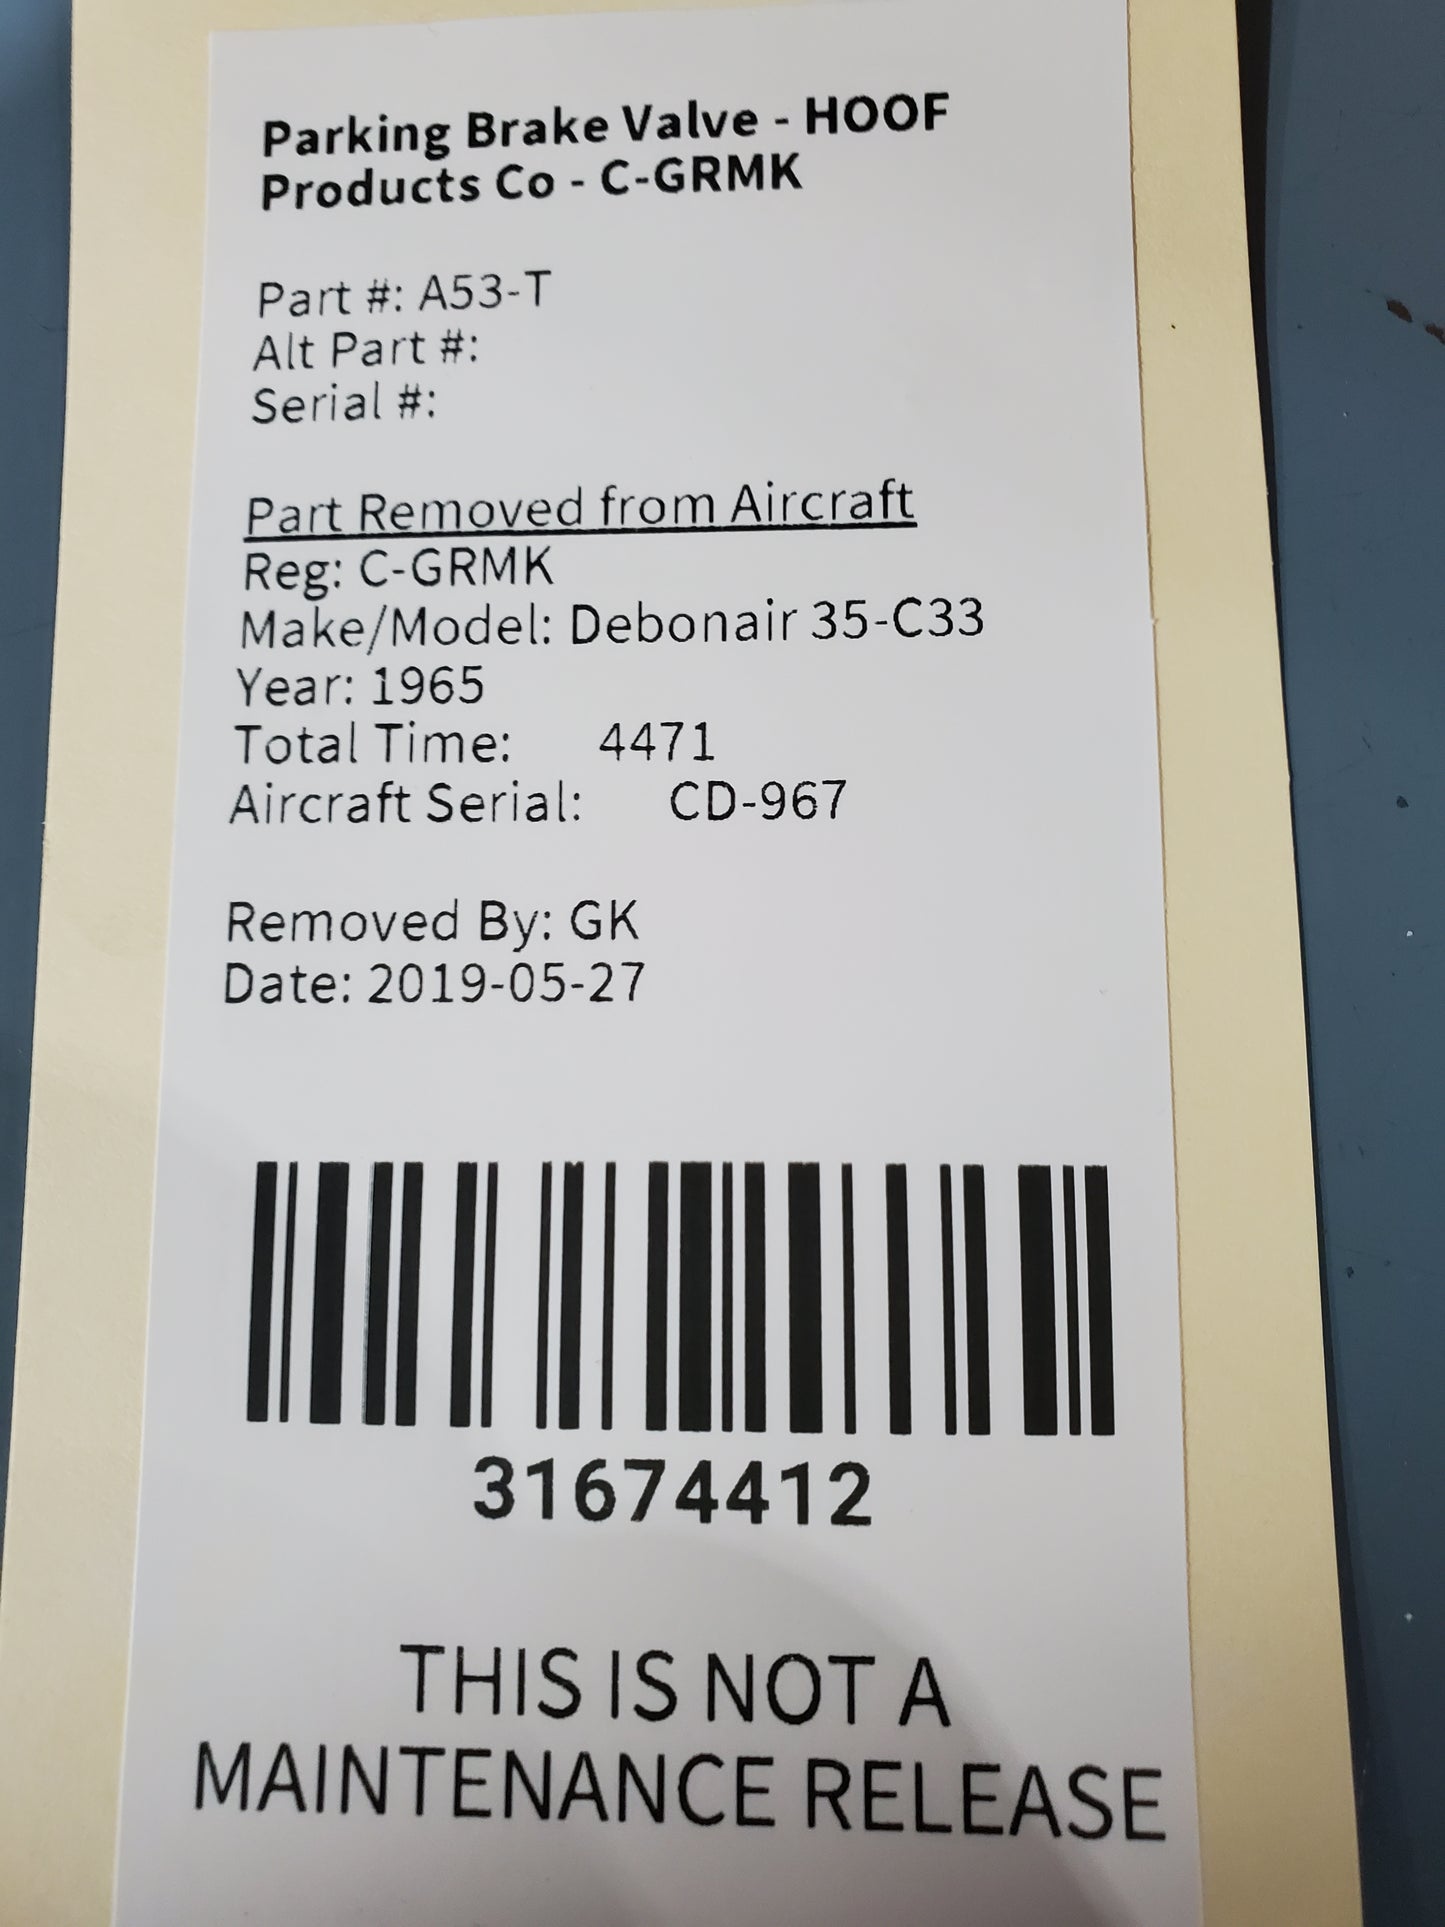 Parking Brake Valve - HOOF
Products Co - C-GRMK
Part #: A53-T
Alt Part #:
Serial #:
Part Removed from Aircraft
Reg: C-GRMK
Make/Model: Debonair 35-C33
Year: 1965
Total Time: 4471
Aircraft Serial: CD-967
Removed By: GK
Date: 2019-05-27
31674412
THIS IS NOT A
MAINTENANCE RELEASE